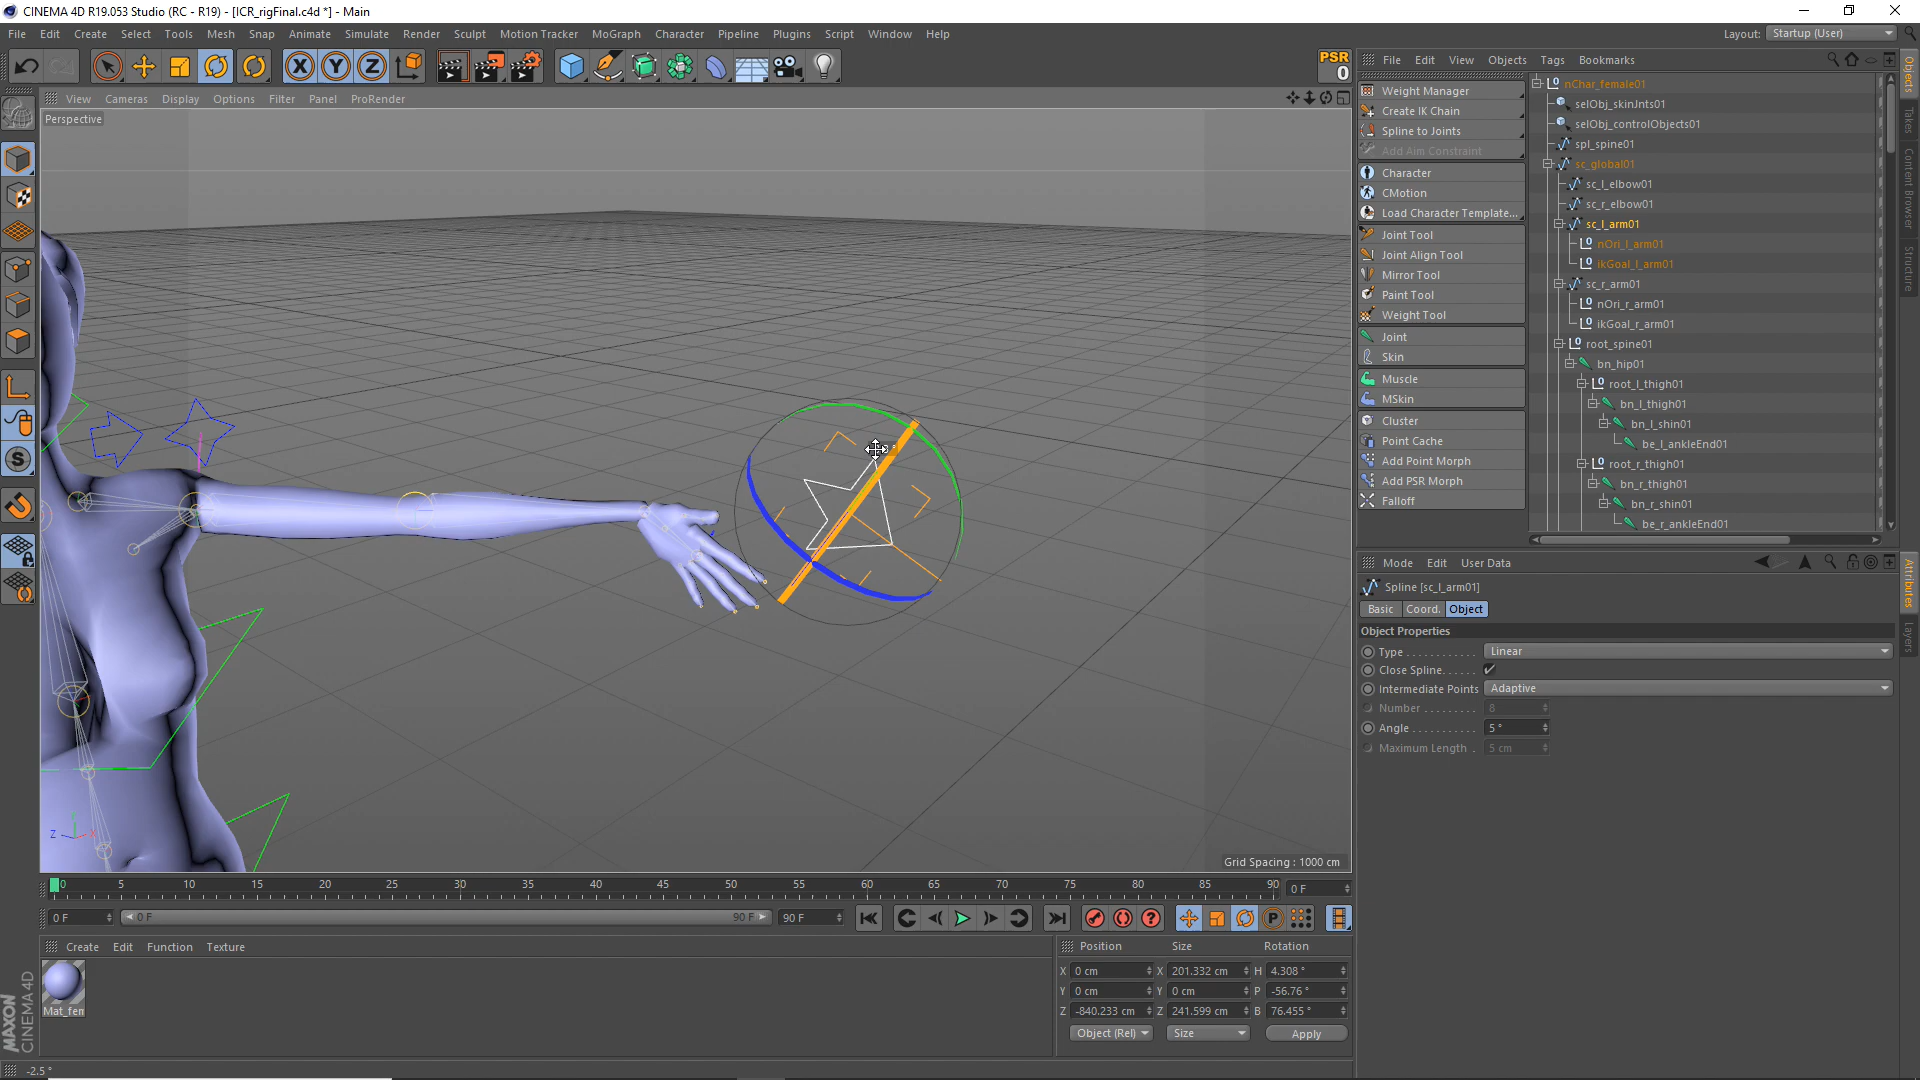 CINEMA 4D R19.053 Studio (RC - R19) - [ICR_rigFinal.c4d *] - Main
File Edit Create Select Tools Mesh Snap Animate Simulate Render Sculpt Motion Tracker MoGraph Character Pipeline Plugins Script Window Help
Layout: Startup (User)
PSR
0
View Cameras Display Options Filter Panel ProRender
Perspective
X Y Z
Z
Grid Spacing : 1000 cm
Weight Manager
Create IK Chain
Spline to Joints
Add Aim Constraint
Character
CMotion
Load Character Template...
Joint Tool
Joint Align Tool
Mirror Tool
Paint Tool
Weight Tool
Joint
Skin
Muscle
MSkin
Cluster
Point Cache
Add Point Morph
Add PSR Morph
Falloff
File Edit View Objects Tags Bookmarks
nChar_female01
selObj_skinJnts01
selObj_controlObjects01
spl_spine01
sc_global01
sc_l_elbow01
sc_r_elbow01
sc_l_arm01
nOri_l_arm01
ikGoal_l_arm01
sc_r_arm01
nOri_r_arm01
ikGoal_r_arm01
root_spine01
bn_hip01
root_l_thigh01
bn_l_thigh01
bn_l_shin01
be_l_ankleEnd01
root_r_thigh01
bn_r_thigh01
bn_r_shin01
be_r_ankleEnd01
Objects
Takes
Content Browser
Structure
Attributes
Layers
Mode Edit User Data
Spline [sc_l_arm01]
Basic Coord. Object
Object Properties
Type Linear
Close Spline
Intermediate Points Adaptive
Number 8
Angle 5 °
Maximum Length 5 cm
0 5 10 15 20 25 30 35 40 45 50 55 60 65 70 75 80 85 90 0 F
0 F 0 F 90 F 90 F
Create Edit Function Texture
Mat_fem
MAXON
CINEMA 4D
Position Size Rotation
X 0 cm X 201.332 cm H 4.308 °
Y 0 cm Y 0 cm P -56.76 °
Z -840.233 cm Z 241.599 cm B 76.455 °
Object (Rel) Size Apply
-2.5 °